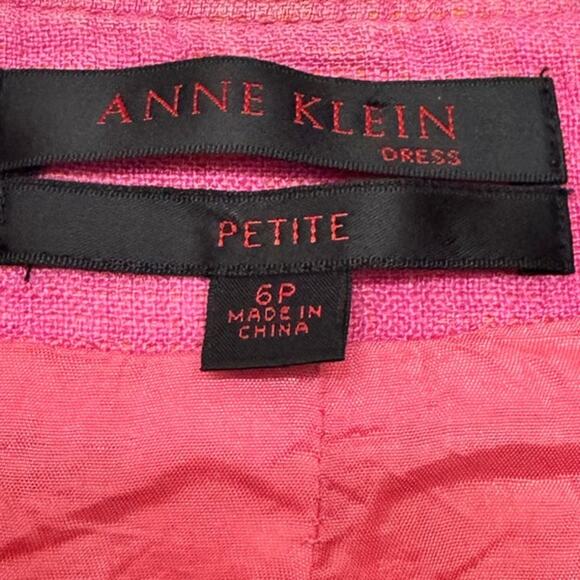 ANNE KLEIN
DRESS
PETITE
6P
MADE IN
CHINA